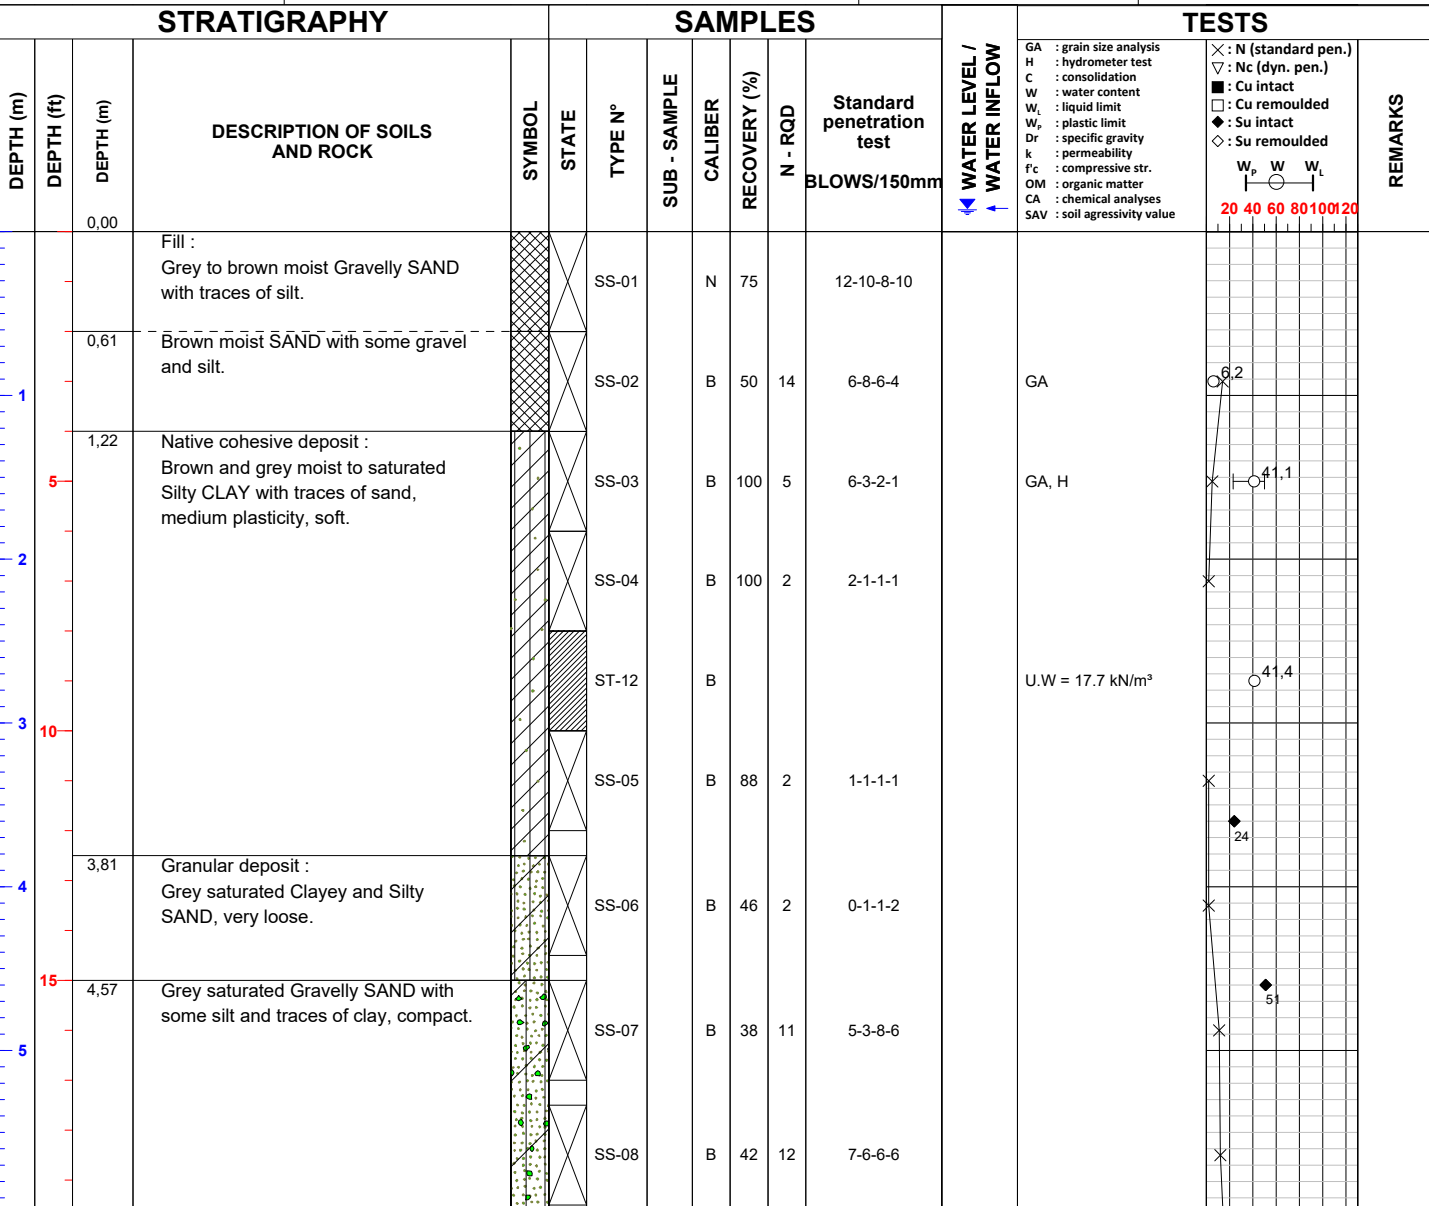 STRATIGRAPHY
SAMPLES
TESTS
DEPTH (m)
DEPTH (ft)
DEPTH (m)
DESCRIPTION OF SOILS
AND ROCK
SYMBOL
STATE
TYPE N°
SUB - SAMPLE
CALIBER
RECOVERY (%)
N - RQD
Standard
penetration
test
BLOWS/150mm
WATER LEVEL /
WATER INFLOW
GA : grain size analysis
H : hydrometer test
C : consolidation
W : water content
WL : liquid limit
WP : plastic limit
Dr : specific gravity
k : permeability
f'c : compressive str.
OM : organic matter
CA : chemical analyses
SAV : soil agressivity value
: N (standard pen.)
: Nc (dyn. pen.)
: Cu intact
: Cu remoulded
: Su intact
: Su remoulded
WP W WL
20 40 60 80 100 120
REMARKS
0,00
Fill :
Grey to brown moist Gravelly SAND
with traces of silt.
SS-01 N 75 12-10-8-10
0,61 Brown moist SAND with some gravel
and silt.
SS-02 B 50 14 6-8-6-4 GA 6,2
1
1,22 Native cohesive deposit :
Brown and grey moist to saturated
Silty CLAY with traces of sand,
medium plasticity, soft.
5 SS-03 B 100 5 6-3-2-1 GA, H 41,1
2
SS-04 B 100 2 2-1-1-1
ST-12 B U.W = 17.7 kN/m³ 41,4
3
10
SS-05 B 88 2 1-1-1-1
24
3,81 Granular deposit :
Grey saturated Clayey and Silty
SAND, very loose.
4
SS-06 B 46 2 0-1-1-2
15
4,57 Grey saturated Gravelly SAND with
some silt and traces of clay, compact.
51
SS-07 B 38 11 5-3-8-6
5
SS-08 B 42 12 7-6-6-6